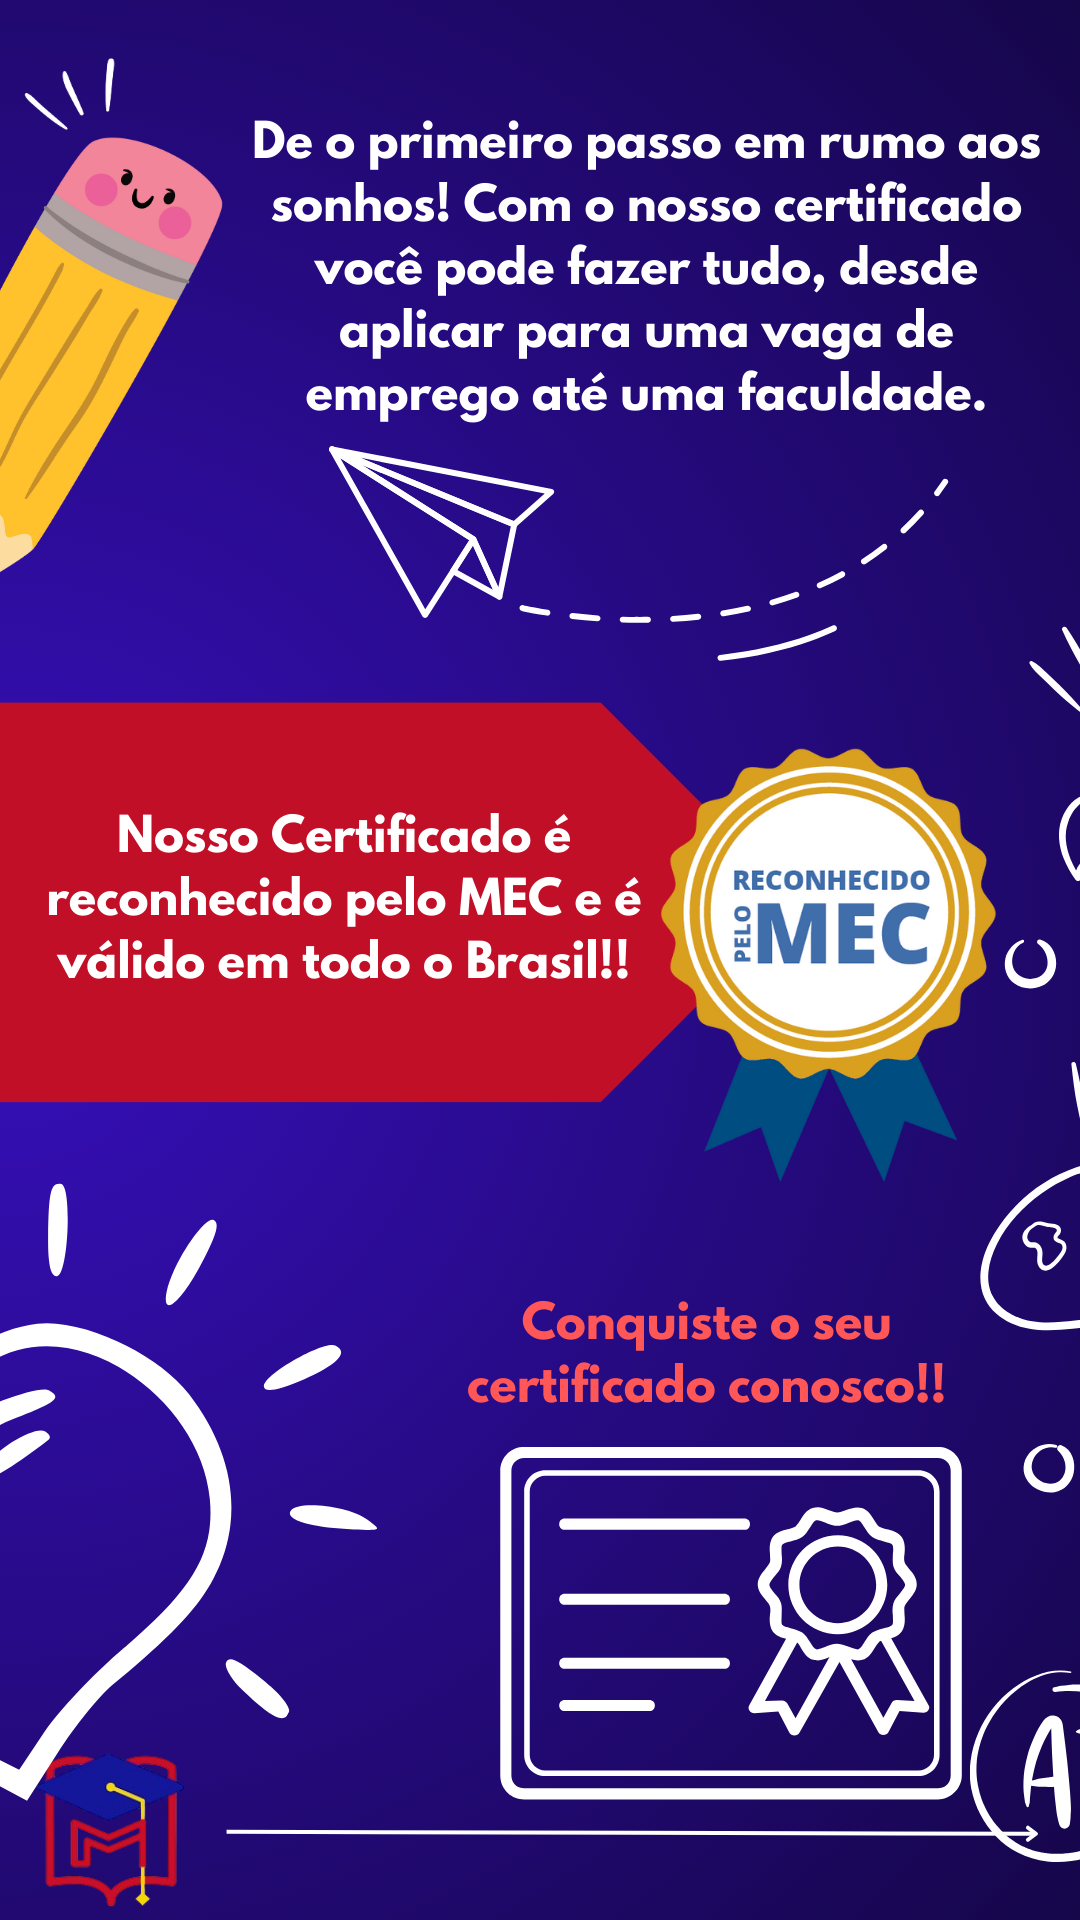 De o primeiro passo em rumo aos
sonhos! Com o nosso certificado
você pode fazer tudo, desde
aplicar para uma vaga de
emprego até uma faculdade.
Nosso Certificado é
reconhecido pelo MEC e é
válido em todo o Brasil!!
RECONHECIDO
PELO
MEC
Conquiste o seu
certificado conosco!!
A
M